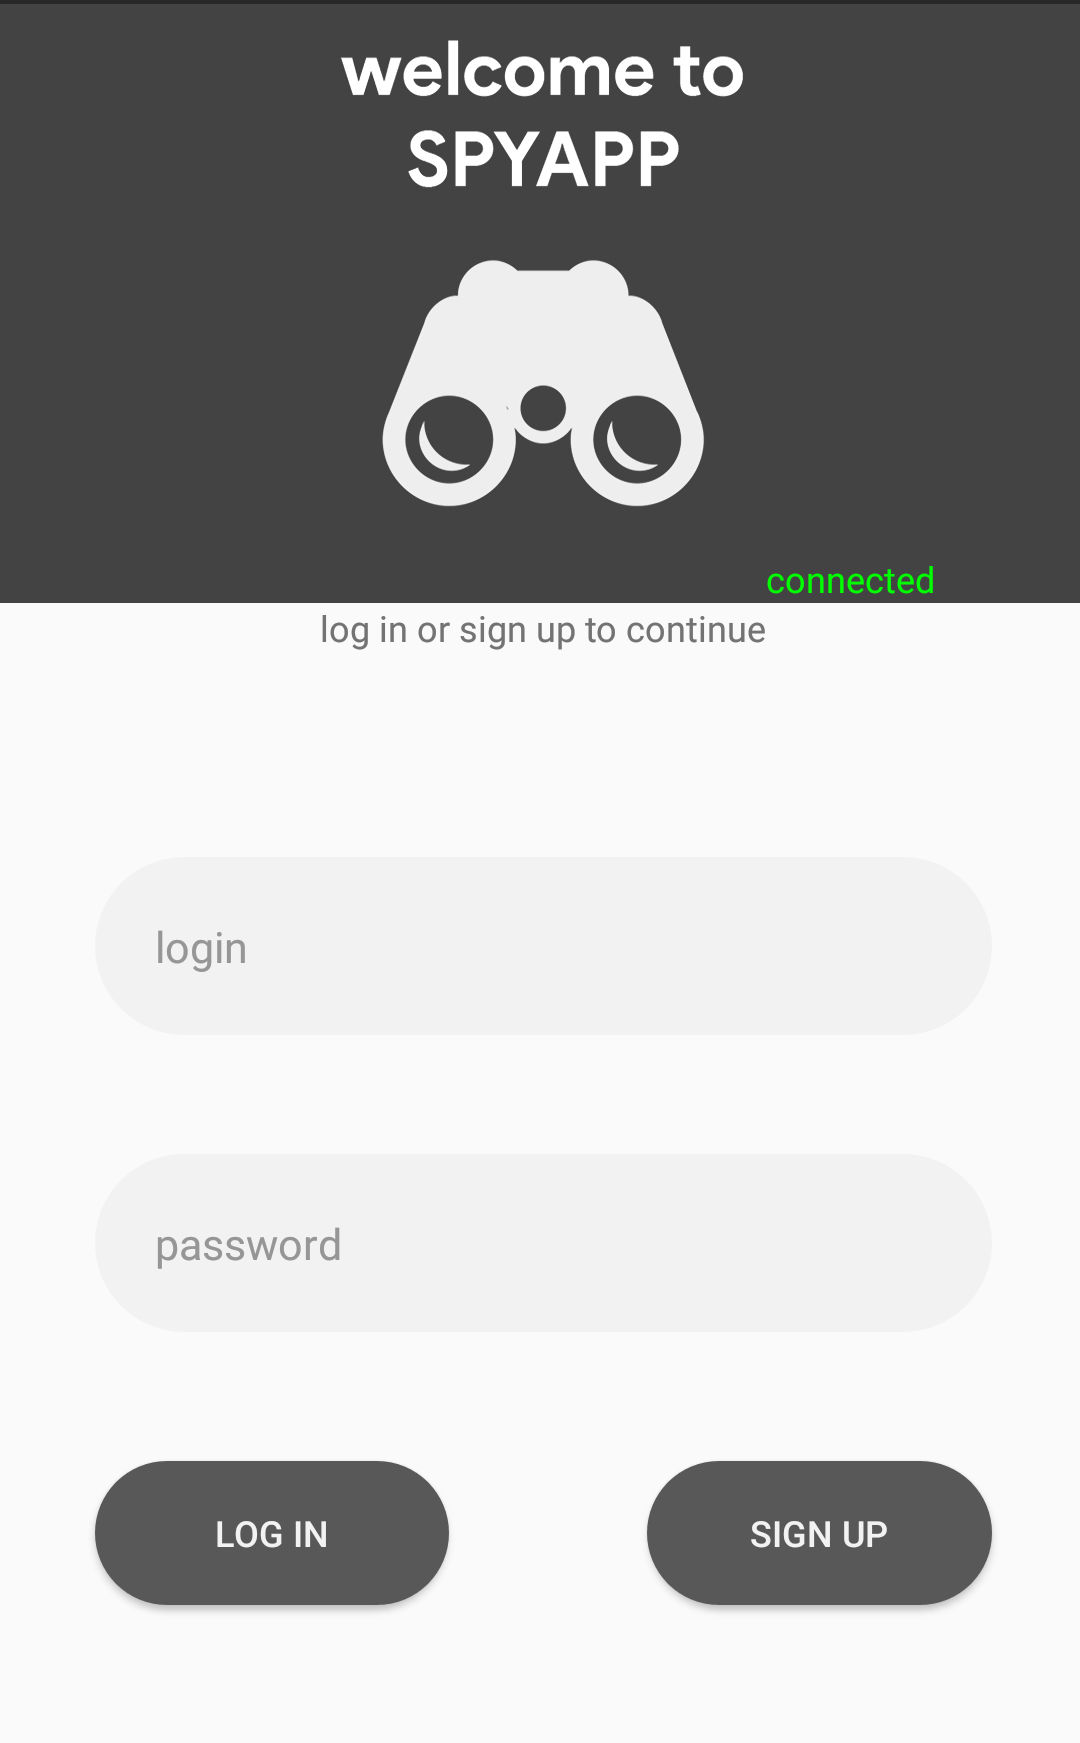 welcome to
SPYAPP
connected
log in or sign up to continue
login
password
LOG IN
SIGN UP